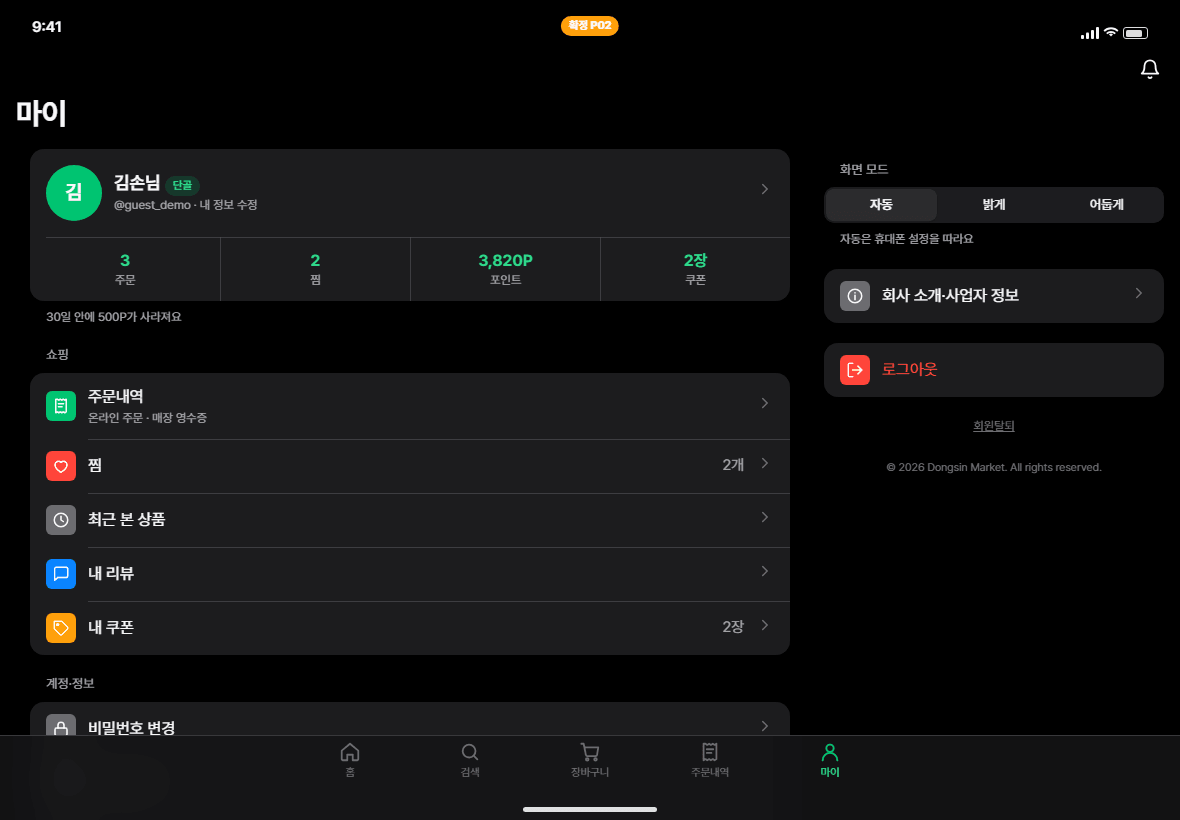 9:41
확정 P02
마이
김
김손님 단골
@guest_demo · 내 정보 수정
3
주문
2
찜
3,820P
포인트
2장
쿠폰
30일 안에 500P가 사라져요
쇼핑
주문내역
온라인 주문 · 매장 영수증
찜
2개
최근 본 상품
내 리뷰
내 쿠폰
2장
계정·정보
비밀번호 변경
화면 모드
자동
밝게
어둡게
자동은 휴대폰 설정을 따라요
회사 소개·사업자 정보
로그아웃
회원탈퇴
© 2026 Dongsin Market. All rights reserved.
홈
검색
장바구니
주문내역
마이